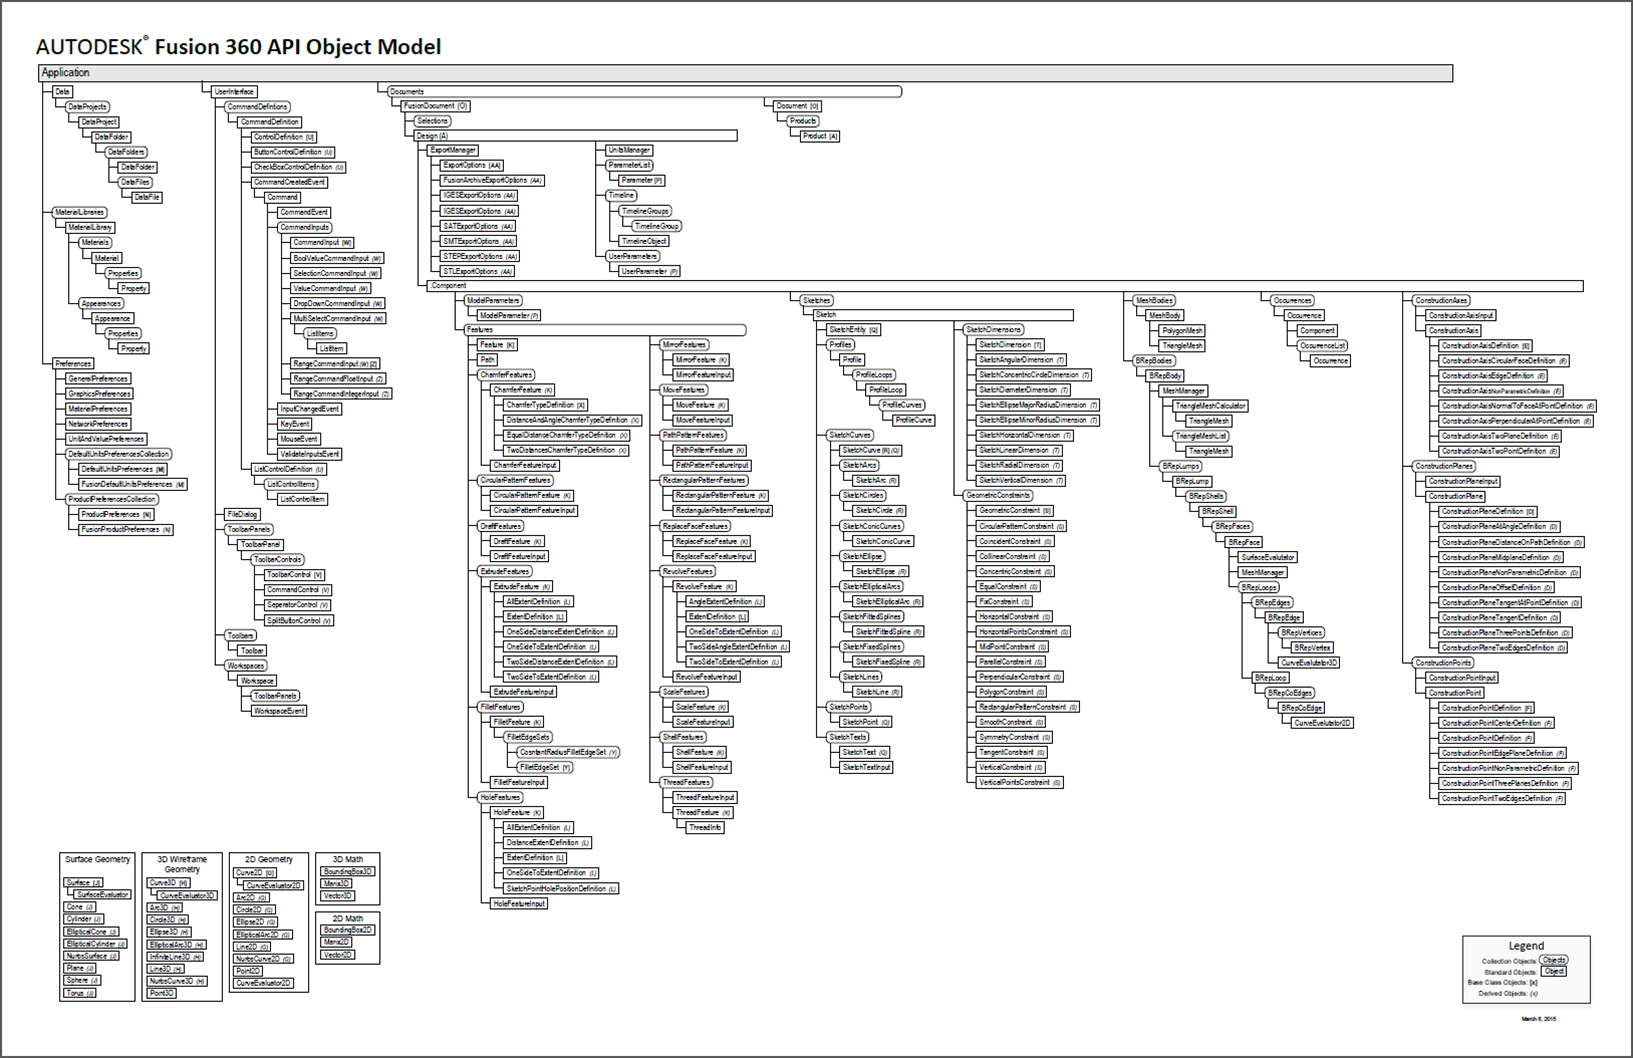 AUTODESK® Fusion 360 API Object Model
Application
Data
DataProjects
DataProject
DataFolder
DataFolders
DataFolder
DataFiles
DataFile
MaterialLibraries
MaterialLibrary
Materials
Material
Properties
Property
Appearances
Appearance
Properties
Property
Preferences
GeneralPreferences
GraphicsPreferences
MaterialPreferences
NetworkPreferences
UnitAndValuePreferences
DefaultUnitsPreferencesCollection
DefaultUnitsPreferences [M]
FusionDefaultUnitsPreferences (M)
ProductPreferencesCollection
ProductPreferences [N]
FusionProductPreferences (N)
UserInterface
CommandDefintions
CommandDefinition
ControlDefinition [U]
ButtonControlDefinition (U)
CheckBoxControlDefinition (U)
CommandCreatedEvent
Command
CommandEvent
CommandInputs
CommandInput [W]
BoolValueCommandInput (W)
SelectionCommandInput (W)
ValueCommandInput (W)
DropDownCommandInput (W)
MultiSelectCommandInput (W)
ListItems
ListItem
RangeCommandInput (W) [Z]
RangeCommandFloatInput (Z)
RangeCommandIntegerInput (Z)
InputChangedEvent
KeyEvent
MouseEvent
ValidateInputsEvent
ListControlDefinition (U)
ListControlItems
ListControlItem
FileDialog
ToolbarPanels
ToolbarPanel
ToolbarControls
ToolbarControl [V]
CommandControl (V)
SeperatorControl (V)
SplitButtonControl (V)
Toolbars
Toolbar
Workspaces
Workspace
ToolbarPanels
WorkspaceEvent
Documents
FusionDocument (O)
Selections
Design (A)
ExportManager
ExportOptions [AA]
FusionArchiveExportOptions (AA)
IGESExportOptions (AA)
IGESExportOptions (AA)
SATExportOptions (AA)
SMTExportOptions (AA)
STEPExportOptions (AA)
STLExportOptions (AA)
UnitsManager
ParameterList
Parameter [P]
Timeline
TimelineGroups
TimelineGroup
TimelineObject
UserParameters
UserParameter (P)
Document [O]
Products
Product [A]
.Component
ModelParameters
ModelParameter (P)
Features
Feature [K]
Path
ChamferFeatures
ChamferFeature (K)
ChamferTypeDefinition [X]
DistanceAndAngleChamferTypeDefinition (X)
EqualDistanceChamferTypeDefinition (X)
TwoDistancesChamferTypeDefinition (X)
ChamferFeatureInput
CircularPatternFeatures
CircularPatternFeature (K)
CircularPatternFeatureInput
DraftFeatures
DraftFeature (K)
DraftFeatureInput
ExtrudeFeatures
ExtrudeFeature (K)
AllExtentDefinition (L)
ExtentDefinition [L]
OneSideDistanceExtentDefinition (L)
OneSideToExtentDefinition (L)
TwoSideDistanceExtentDefinition (L)
TwoSideToExtentDefinition (L)
ExtrudeFeatureInput
FilletFeatures
FilletFeature (K)
FilletEdgeSets
CosntantRadiusFilletEdgeSet (Y)
FilletEdgeSet [Y]
FilletFeatureInput
HoleFeatures
HoleFeature (K)
AllExtentDefinition (L)
DistanceExtentDefinition (L)
ExtentDefinition [L]
OneSideToExtentDefinition (L)
SketchPointHolePositionDefinition (L)
HoleFeatureInput
MirrorFeatures
MirrorFeature (K)
MirrorFeatureInput
MoveFeatures
MoveFeature (K)
MoveFeatureInput
PathPatternFeatures
PathPatternFeature (K)
PathPatternFeatureInput
RectangularPatternFeatures
RectangularPatternFeature (K)
RectangularPatternFeatureInput
ReplaceFaceFeatures
ReplaceFaceFeature (K)
ReplaceFaceFeatureInput
RevolveFeatures
RevolveFeature (K)
AngleExtentDefinition (L)
ExtentDefinition [L]
OneSideToExtentDefinition (L)
TwoSideAngleExtentDefinition (L)
TwoSideToExtentDefinition (L)
RevolveFeatureInput
ScaleFeatures
ScaleFeature (K)
ScaleFeatureInput
ShellFeatures
ShellFeature (K)
ShellFeatureInput
ThreadFeatures
ThreadFeatureInput
ThreadFeature (K)
ThreadInfo
Sketches
Sketch
SketchEntity [Q]
Profiles
Profile
ProfileLoops
ProfileLoop
ProfileCurves
ProfileCurve
SketchCurves
SketchCurve [R] (Q)
SketchArcs
SketchArc (R)
SketchCircles
SketchCircle (R)
SketchConicCurves
SketchConicCurve
SketchEllipse
SketchEllipse (R)
SketchEllipticalArcs
SketchEllipticalArc (R)
SketchFittedSplines
SketchFittedSpline (R)
SketchFixedSplines
SketchFixedSpline (R)
SketchLines
SketchLine (R)
SketchPoints
SketchPoint (Q)
SketchTexts
SketchText (Q)
SketchTextInput
SketchDimensions
SketchDimension [T]
SketchAngularDimension (T)
SketchConcentricCircleDimension (T)
SketchDiameterDimension (T)
SketchEllipseMajorRadiusDimension (T)
SketchEllipseMinorRadiusDimension (T)
SketchHorizontalDimension (T)
SketchLinearDimension (T)
SketchRadialDimension (T)
SketchVerticalDimension (T)
GeometricConstraints
GeometricConstraint [S]
CircularPatternConstraint (S)
CoincidentConstraint (S)
CollinearConstraint (S)
ConcentricConstraint (S)
EqualConstraint (S)
FixConstraint (S)
HorizontalConstraint (S)
HorizontalPointsConstraint (S)
MidPointConstraint (S)
ParallelConstraint (S)
PerpendicularConstraint (S)
PolygonConstraint (S)
RectangularPatternConstraint (S)
SmoothConstraint (S)
SymmetryConstraint (S)
TangentConstraint (S)
VerticalConstraint (S)
VerticalPointsConstraint (S)
MeshBodies
MeshBody
PolygonMesh
TriangleMesh
BRepBodies
BRepBody
MeshManager
TriangleMeshCalculator
TriangleMesh
TriangleMeshList
TriangleMesh
BRepLumps
BRepLump
BRepShells
BRepShell
BRepFaces
BRepFace
SurfaceEvalutator
MeshManager
BRepLoops
BRepEdges
BRepEdge
BRepVertices
BRepVertex
CurveEvalutator3D
BRepLoop
BRepCoEdges
BRepCoEdge
CurveEvalutator2D
Occurrences
Occurrence
Component
OccurrenceList
Occurrence
ConstructionAxes
ConstructionAxisInput
ConstructionAxis
ConstructionAxisDefinition [E]
ConstructionAxisCircularFaceDefinition (E)
ConstructionAxisEdgeDefinition (E)
ConstructionAxisNonParametricDefinition (E)
ConstructionAxisNormalToFaceAtPointDefinition (E)
ConstructionAxisPerpendicularAtPointDefinition (E)
ConstructionAxisTwoPlaneDefinition (E)
ConstructionAxisTwoPointDefinition (E)
ConstructionPlanes
ConstructionPlaneInput
ConstructionPlane
ConstructionPlaneDefinition [D]
ConstructionPlaneAtAngleDefinition (D)
ConstructionPlaneDistanceOnPathDefinition (D)
ConstructionPlaneMidplaneDefinition (D)
ConstructionPlaneNonParametricDefinition (D)
ConstructionPlaneOffsetDefinition (D)
ConstructionPlaneTangentAtPointDefinition (D)
ConstructionPlaneTangentDefinition (D)
ConstructionPlaneThreePointsDefinition (D)
ConstructionPlaneTwoEdgesDefinition (D)
ConstructionPoints
ConstructionPointInput
ConstructionPoint
ConstructionPointDefinition [F]
ConstructionPointCenterDefinition (F)
ConstructionPointDefinition (F)
ConstructionPointEdgePlaneDefinition (F)
ConstructionPointNonParametricDefinition (F)
ConstructionPointThreePlanesDefinition (F)
ConstructionPointTwoEdgesDefinition (F)
Surface Geometry
Surface [J]
SurfaceEvaluator
Cone (J)
Cylinder (J)
EllipticalCone (J)
EllipticalCylinder (J)
NurbsSurface (J)
Plane (J)
Sphere (J)
Torus (J)
3D Wireframe
Geometry
Curve3D [H]
CurveEvaluator3D
Arc3D (H)
Circle3D (H)
Ellipse3D (H)
EllipticalArc3D (H)
InfiniteLine3D (H)
Line3D (H)
NurbsCurve3D (H)
Point3D
2D Geometry
Curve2D [G]
CurveEvaluator2D
Arc2D (G)
Circle2D (G)
Ellipse2D (G)
EllipticalArc2D (G)
Line2D (G)
NurbsCurve2D (G)
Point2D
CurveEvaluator2D
3D Math
BoundingBox3D
Marix3D
Vector3D
2D Math
BoundingBox2D
Marix2D
Vector2D
Legend
Collection Objects: Objects
Standard Objects: Object
Base Class Objects: [x]
Derived Objects: (x)
March 8, 2015